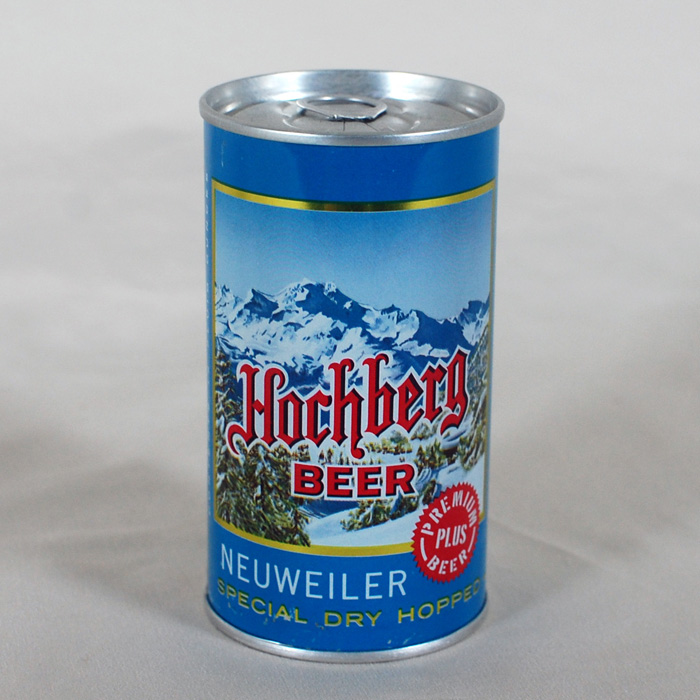 Hochberg
BEER
PREMIUM
PLUS
BEER
NEUWEILER
SPECIAL DRY HOPPED